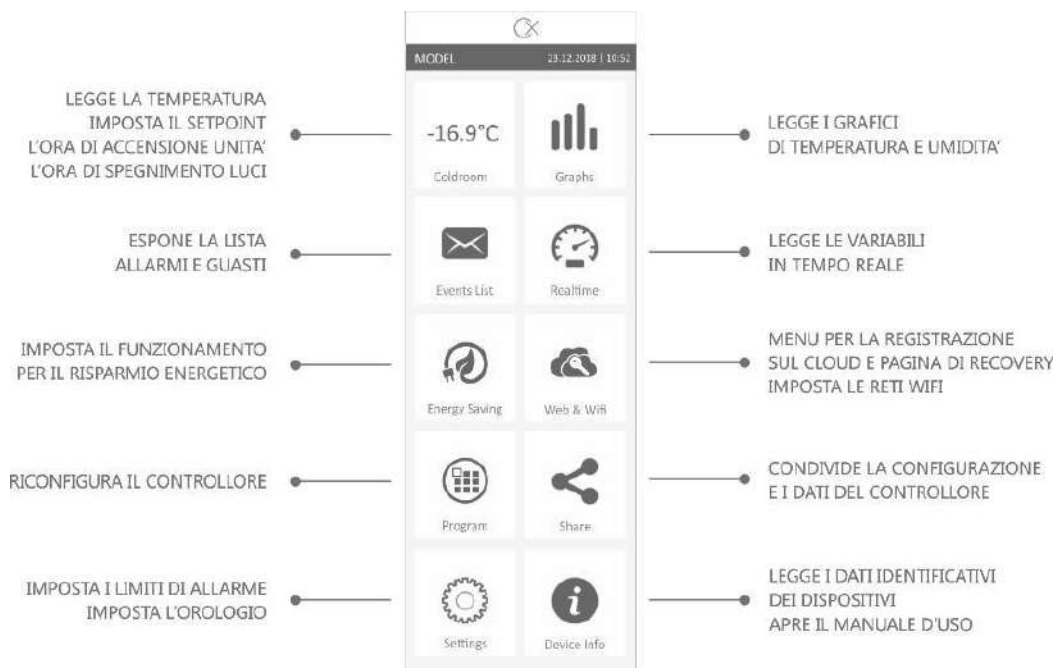 CX
MODEL 23.12.2018 | 10:52
LEGGE LA TEMPERATURA
IMPOSTA IL SETPOINT
L'ORA DI ACCENSIONE UNITA'
L'ORA DI SPEGNIMENTO LUCI
-16.9°C
Coldroom
Graphs
LEGGE I GRAFICI
DI TEMPERATURA E UMIDITA'
ESPONE LA LISTA
ALLARMI E GUASTI
Events List
Realtime
LEGGE LE VARIABILI
IN TEMPO REALE
IMPOSTA IL FUNZIONAMENTO
PER IL RISPARMIO ENERGETICO
Energy Saving
Web & Wifi
MENU PER LA REGISTRAZIONE
SUL CLOUD E PAGINA DI RECOVERY
IMPOSTA LE RETI WIFI
RICONFIGURA IL CONTROLLORE
Program
Share
CONDIVIDE LA CONFIGURAZIONE
E I DATI DEL CONTROLLORE
IMPOSTA I LIMITI DI ALLARME
IMPOSTA L'OROLOGIO
Settings
Device Info
LEGGE I DATI IDENTIFICATIVI
DEI DISPOSITIVI
APRE IL MANUALE D'USO